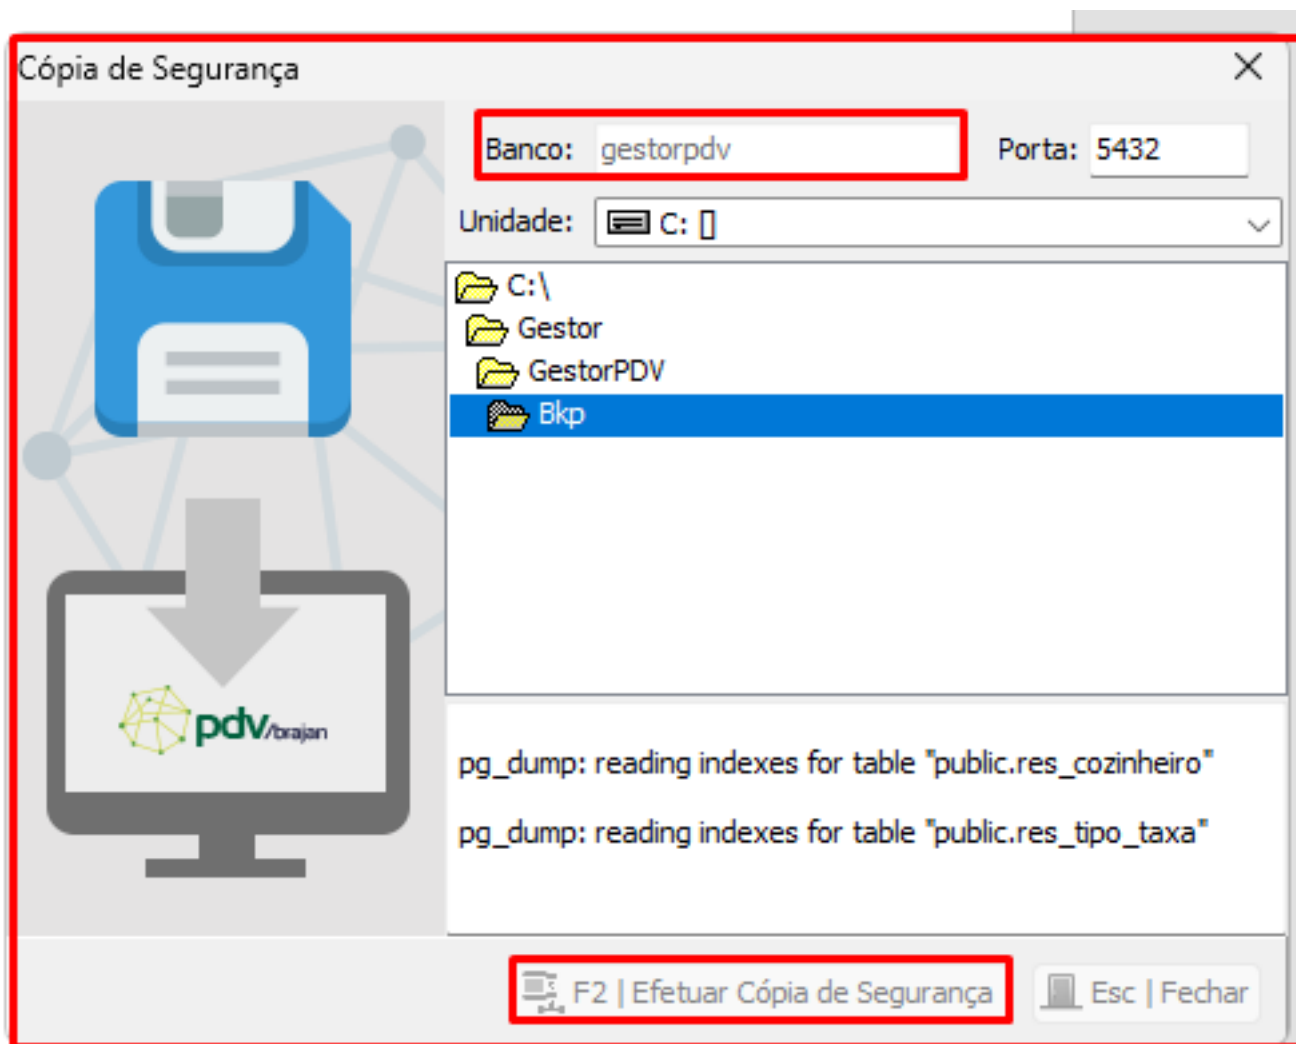 Cópia de Segurança
Banco: gestorpdv Porta: 5432
Unidade: C: []
C:\
Gestor
GestorPDV
Bkp
pdv/brajan
pg_dump: reading indexes for table "public.res_cozinheiro"
pg_dump: reading indexes for table "public.res_tipo_taxa"
F2 | Efetuar Cópia de Segurança Esc | Fechar